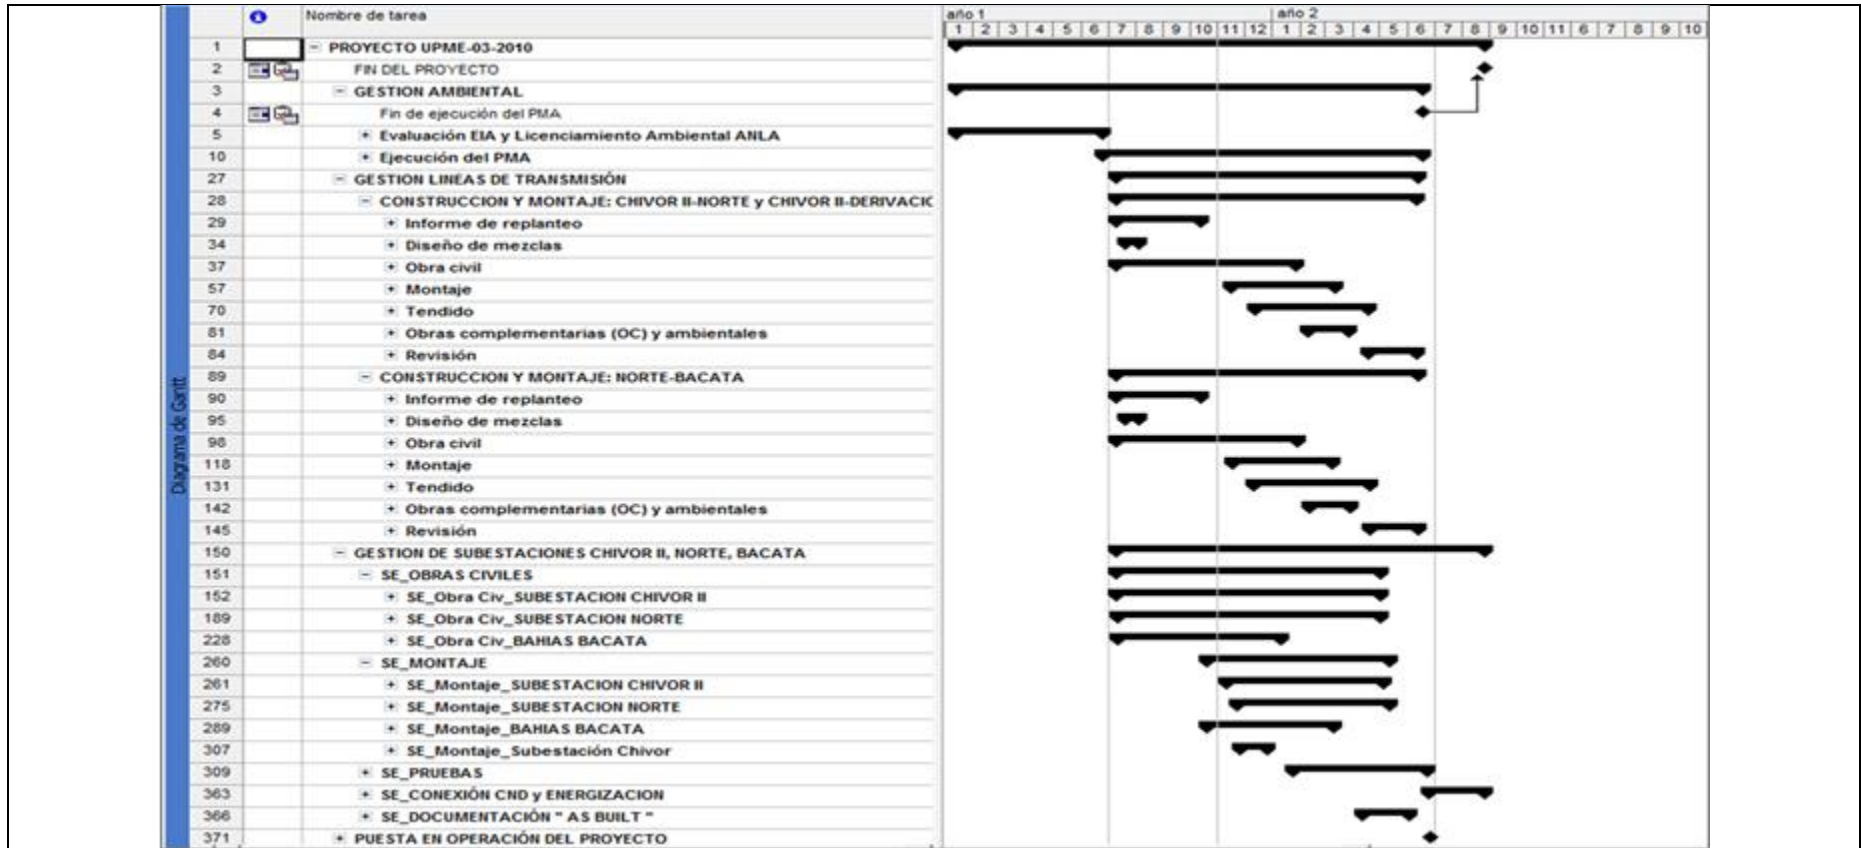 Nombre de tarea
año 1 año 2
1 2 3 4 5 6 7 8 9 10 11 12 1 2 3 4 5 6 7 8 9 10 11 6 7 8 9 10
Diagrama de Gantt
1 PROYECTO UPME-03-2010
2 FIN DEL PROYECTO
3 GESTION AMBIENTAL
4 Fin de ejecución del PMA
5 Evaluación EIA y Licenciamiento Ambiental ANLA
10 Ejecución del PMA
27 GESTION LINEAS DE TRANSMISIÓN
28 CONSTRUCCION Y MONTAJE: CHIVOR II-NORTE y CHIVOR II-DERIVACIC
29 Informe de replanteo
34 Diseño de mezclas
37 Obra civil
57 Montaje
70 Tendido
81 Obras complementarias (OC) y ambientales
84 Revisión
89 CONSTRUCCION Y MONTAJE: NORTE-BACATA
90 Informe de replanteo
95 Diseño de mezclas
98 Obra civil
118 Montaje
131 Tendido
142 Obras complementarias (OC) y ambientales
145 Revisión
150 GESTION DE SUBESTACIONES CHIVOR II, NORTE, BACATA
151 SE_OBRAS CIVILES
152 SE_Obra Civ_SUBESTACION CHIVOR II
189 SE_Obra Civ_SUBESTACION NORTE
228 SE_Obra Civ_BAHIAS BACATA
260 SE_MONTAJE
261 SE_Montaje_SUBESTACION CHIVOR II
275 SE_Montaje_SUBESTACION NORTE
289 SE_Montaje_BAHIAS BACATA
307 SE_Montaje_Subestación Chivor
309 SE_PRUEBAS
363 SE_CONEXIÓN CND y ENERGIZACION
366 SE_DOCUMENTACIÓN " AS BUILT "
371 PUESTA EN OPERACIÓN DEL PROYECTO